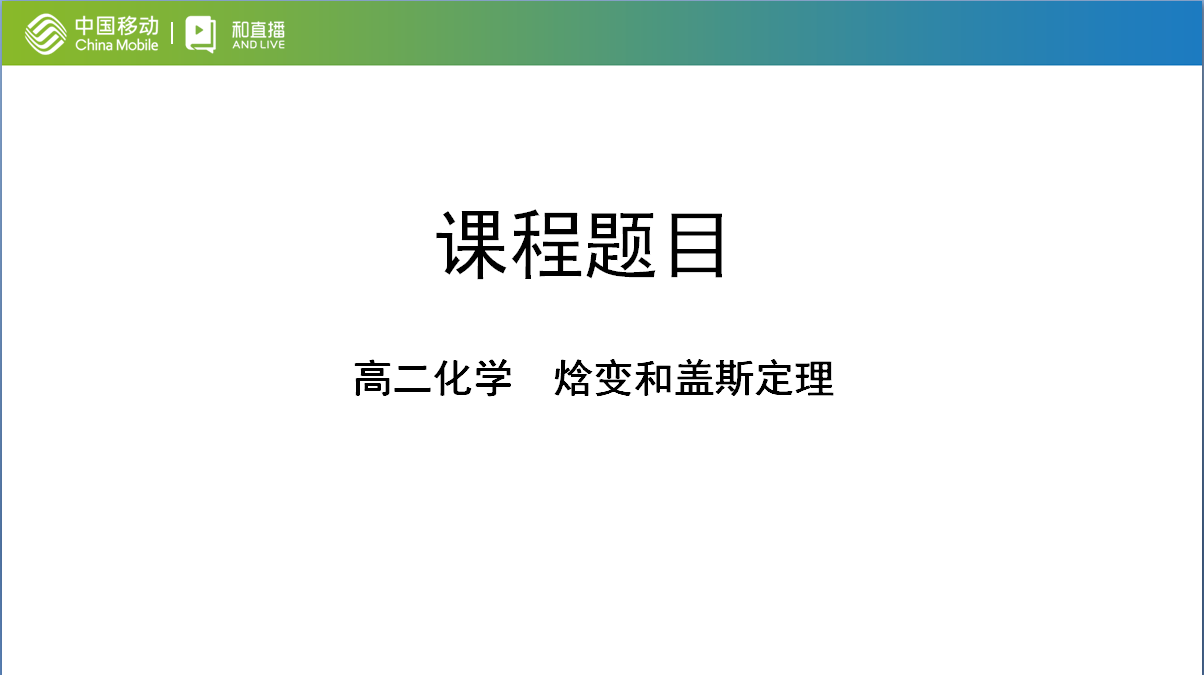 中国移动
China Mobile
和直播
AND LIVE
课程题目
高二化学　焓变和盖斯定理